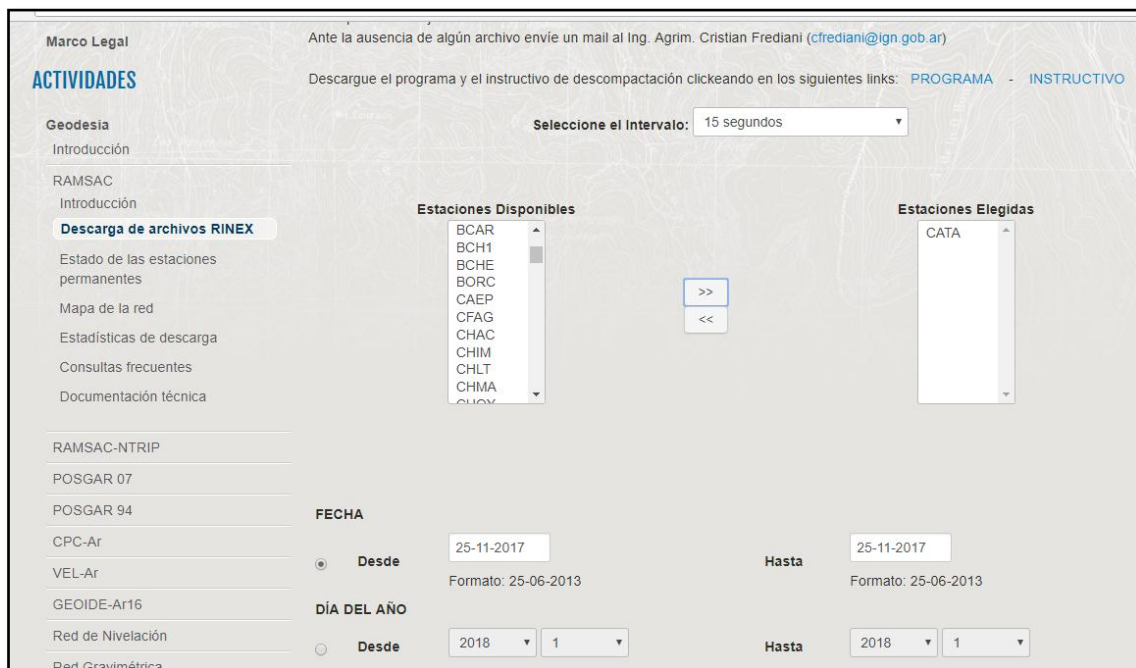 Marco Legal
ACTIVIDADES
Geodesia
Introducción
RAMSAC
Introducción
Descarga de archivos RINEX
Estado de las estaciones
permanentes
Mapa de la red
Estadísticas de descarga
Consultas frecuentes
Documentación técnica
RAMSAC-NTRIP
POSGAR 07
POSGAR 94
CPC-Ar
VEL-Ar
GEOIDE-Ar16
Red de Nivelación
Red Gravimétrica
Ante la ausencia de algún archivo envíe un mail al Ing. Agrim. Cristian Frediani (cfrediani@ign.gob.ar)
Descargue el programa y el instructivo de descompactación clickeando en los siguientes links: PROGRAMA - INSTRUCTIVO
Seleccione el Intervalo: 15 segundos
Estaciones Disponibles
BCAR
BCH1
BCHE
BORC
CAEP
CFAG
CHAC
CHIM
CHLT
CHMA
>>
<<
Estaciones Elegidas
CATA
FECHA
Desde 25-11-2017 Hasta 25-11-2017
Formato: 25-06-2013 Formato: 25-06-2013
DÍA DEL AÑO
Desde 2018 1 Hasta 2018 1